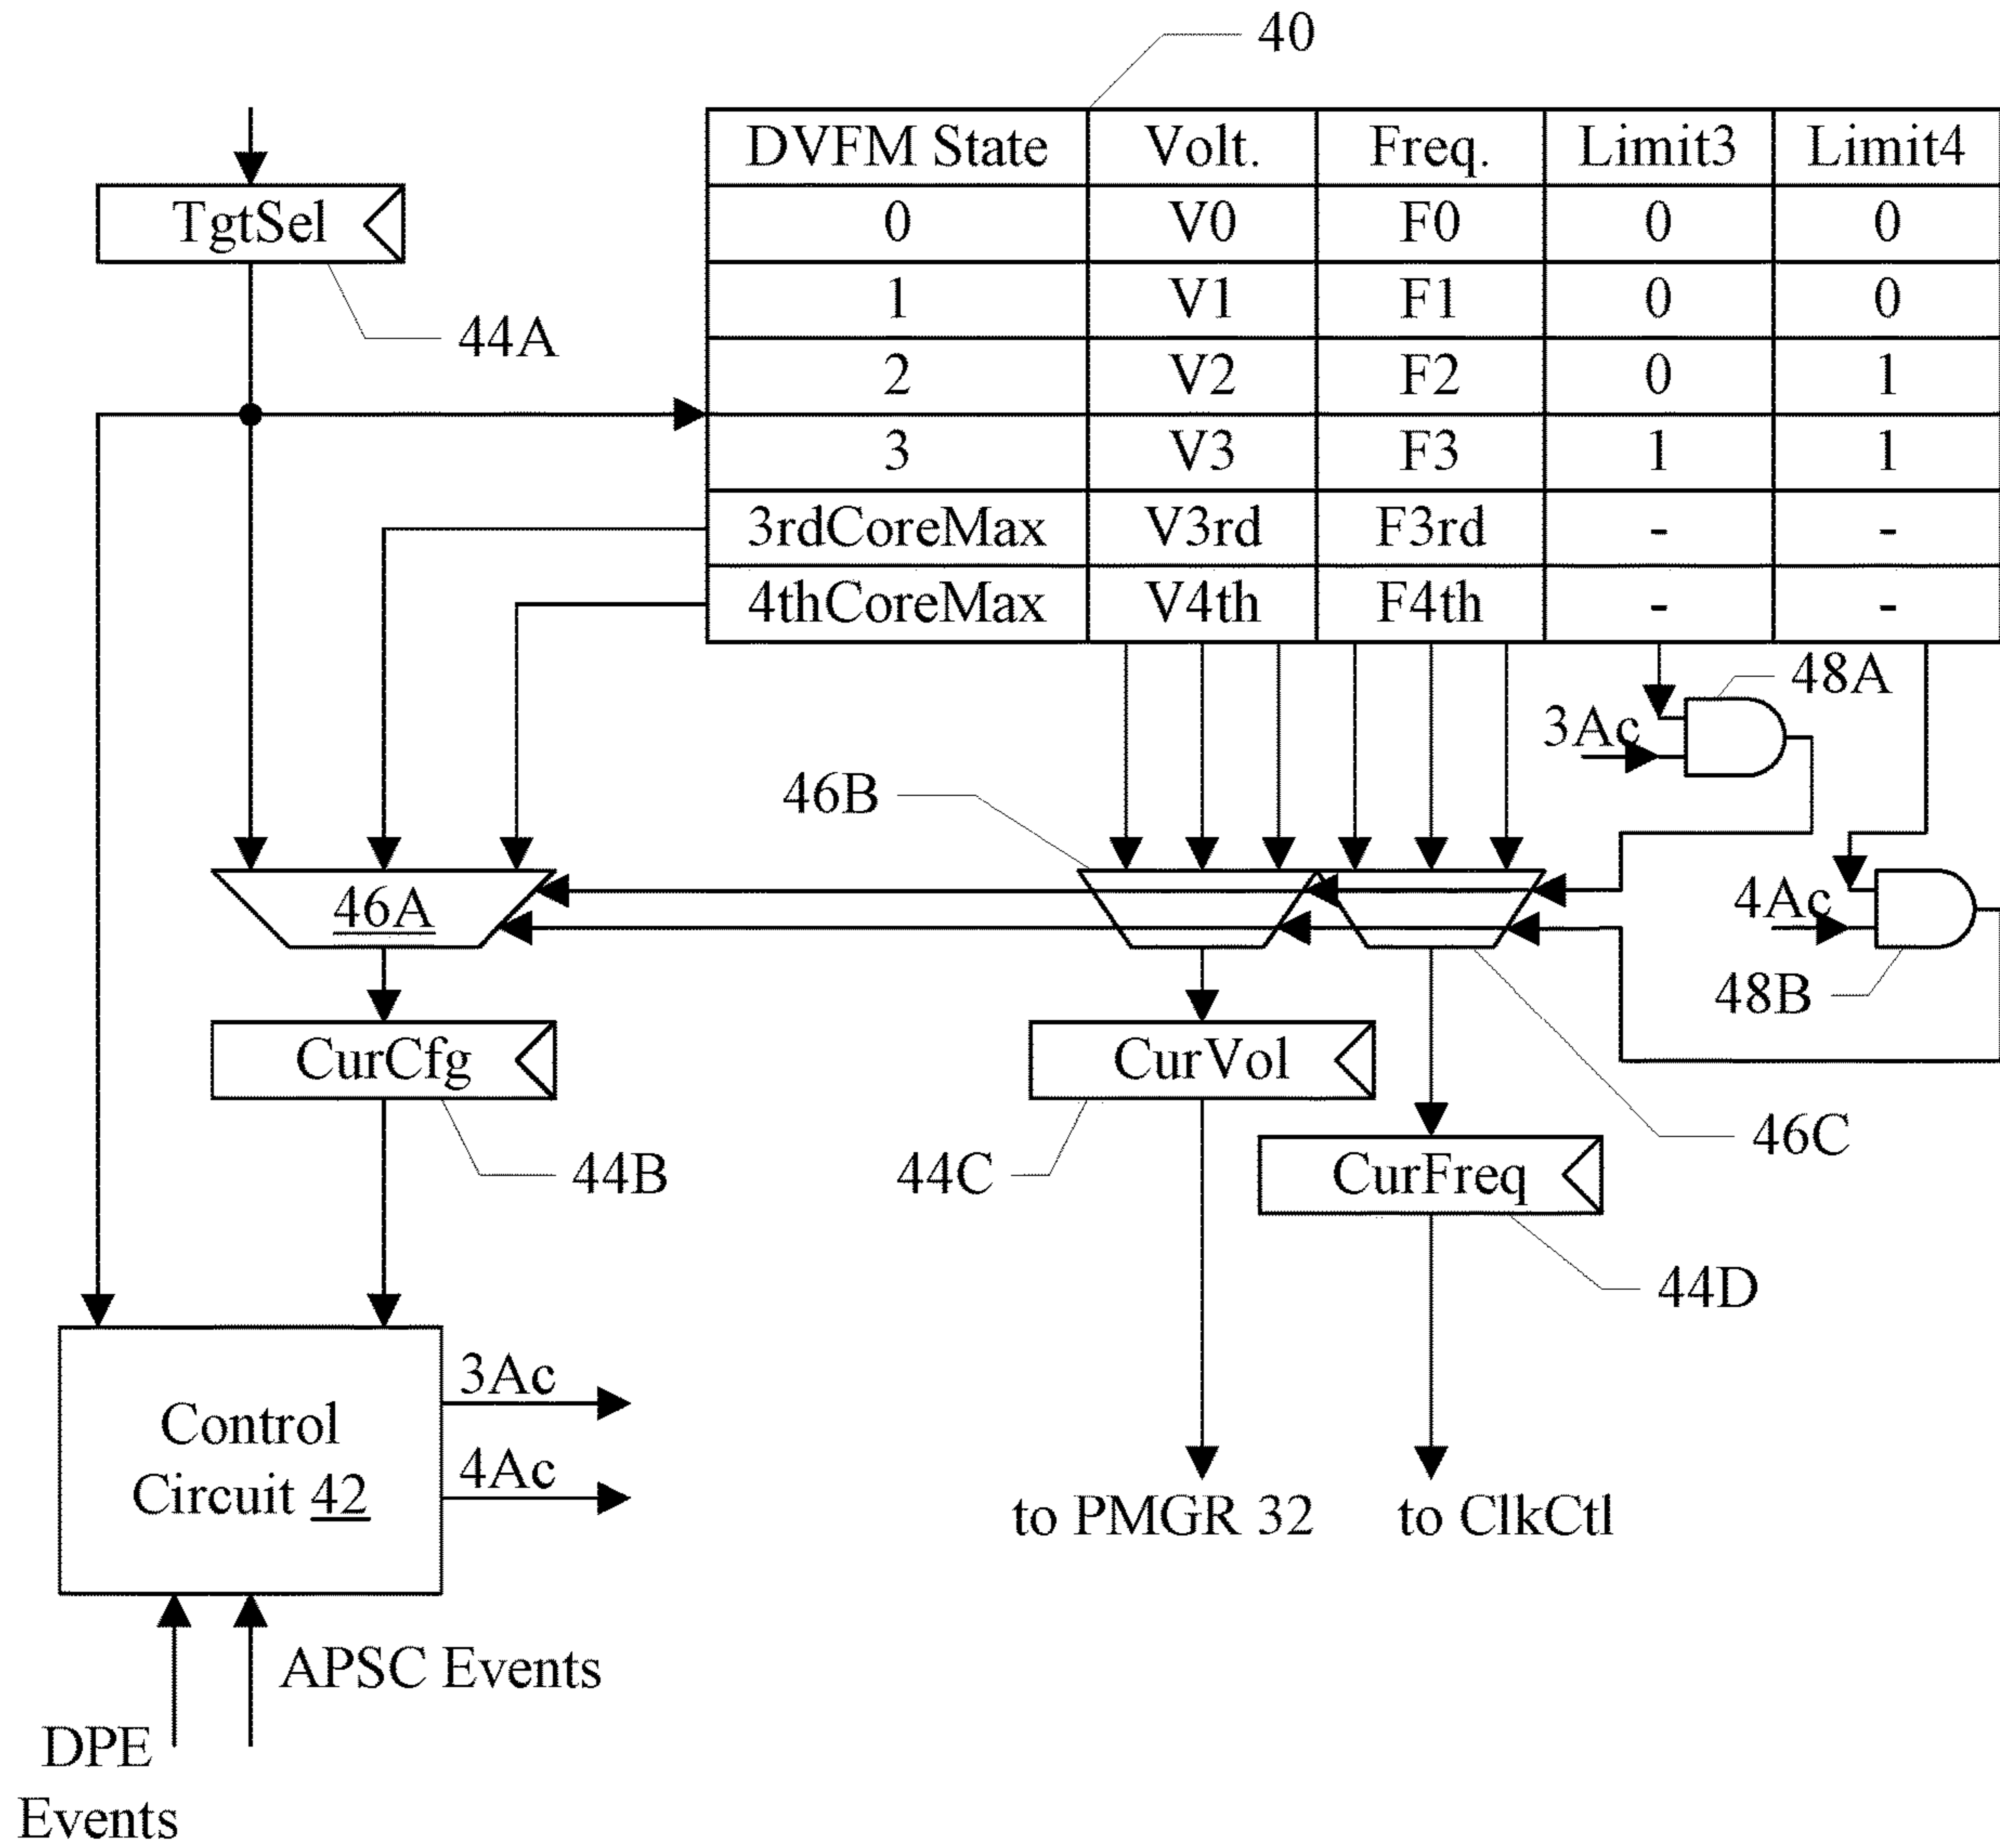 40
DVFM State Volt. Freq. Limit3 Limit4
0 V0 F0 0 0
1 V1 F1 0 0
2 V2 F2 0 1
3 V3 F3 1 1
3rdCoreMax V3rd F3rd - -
4thCoreMax V4th F4th - -
TgtSel
44A
48A
3Ac
46B
46A
4Ac
48B
CurCfg
44B
CurVol
44C
46C
CurFreq
44D
Control
Circuit 42
3Ac
4Ac
to PMGR 32
to ClkCtl
APSC Events
DPE
Events